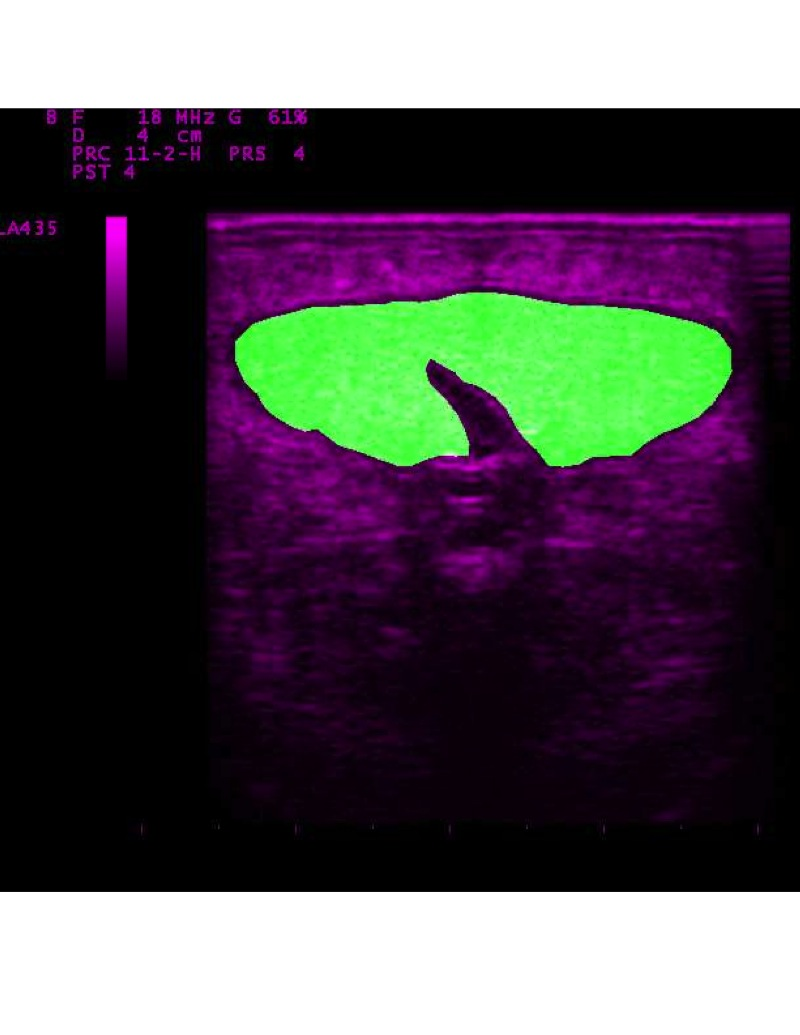 B F 18 MHz G 61%
D 4 cm
PRC 11-2-H PRS 4
PST 4
LA435